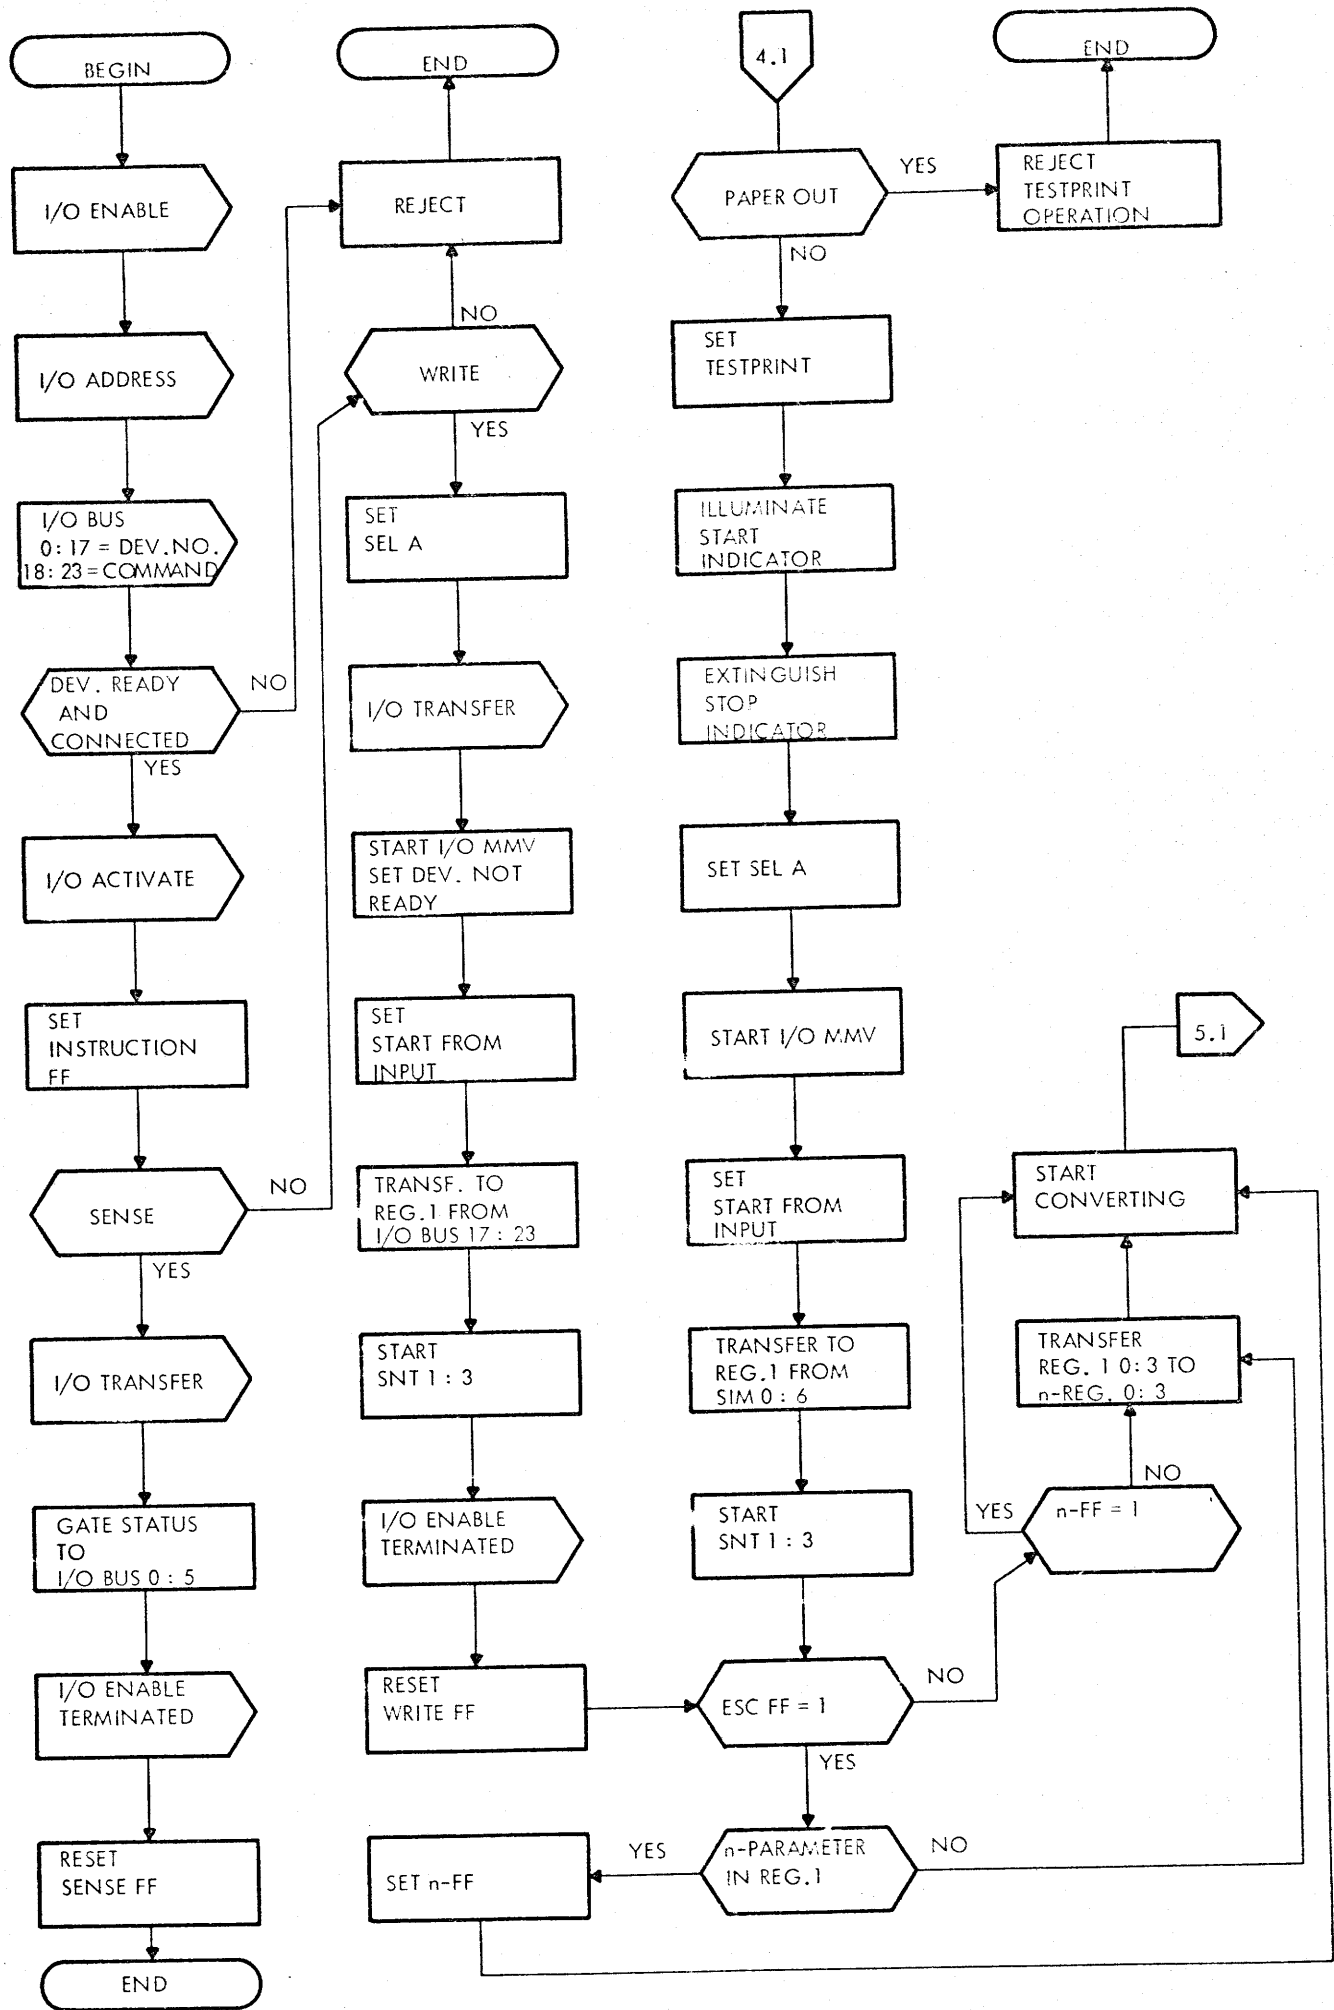 BEGIN
I/O ENABLE
I/O ADDRESS
I/O BUS
0:17 = DEV.NO.
18:23 = COMMAND
DEV. READY
AND
CONNECTED
NO
YES
I/O ACTIVATE
SET
INSTRUCTION
FF
SENSE
NO
YES
I/O TRANSFER
GATE STATUS
TO
I/O BUS 0:5
I/O ENABLE
TERMINATED
RESET
SENSE FF
END
END
REJECT
NO
WRITE
YES
SET
SEL A
I/O TRANSFER
START I/O MMV
SET DEV. NOT
READY
SET
START FROM
INPUT
TRANSF. TO
REG.1 FROM
I/O BUS 17:23
START
SNT 1:3
I/O ENABLE
TERMINATED
RESET
WRITE FF
SET n-FF
4.1
PAPER OUT
YES
NO
SET
TESTPRINT
ILLUMINATE
START
INDICATOR
EXTINGUISH
STOP
INDICATOR
SET SEL A
START I/O MMV
SET
START FROM
INPUT
TRANSFER TO
REG.1 FROM
SIM 0:6
START
SNT 1:3
ESC FF = 1
NO
YES
n-PARAMETER
IN REG.1
YES
NO
END
REJECT
TESTPRINT
OPERATION
5.1
START
CONVERTING
TRANSFER
REG. 1 0:3 TO
n-REG. 0:3
NO
YES
n-FF = 1